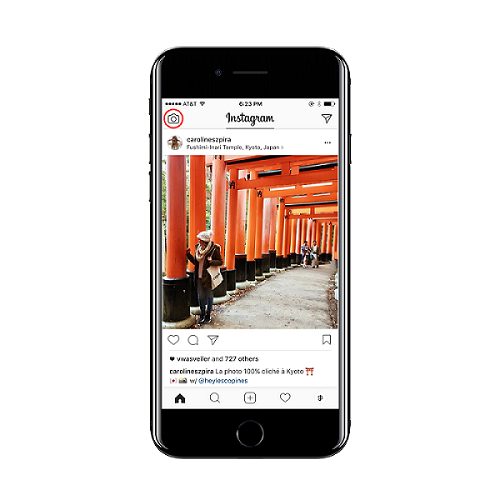 AT&T 6:23 PM
Instagram
carolineszpira
Fushimi-Inari Temple, Kyoto, Japan
vwasveiler and 727 others
carolineszpira La photo 100% cliché à Kyoto ⛩
w/ @heylescopines